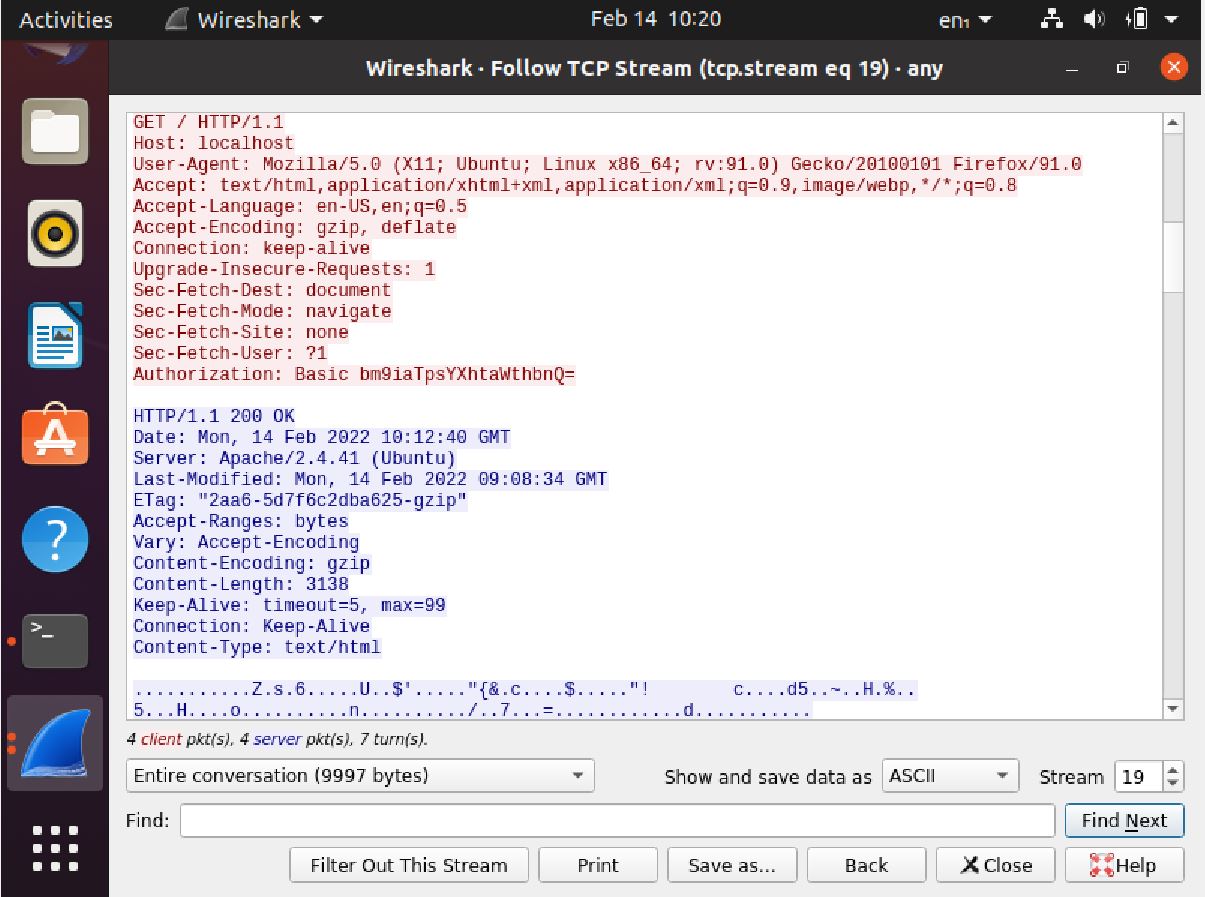 Activities
Wireshark
Feb 14 10:20
en₁
Wireshark · Follow TCP Stream (tcp.stream eq 19) · any
GET / HTTP/1.1
Host: localhost
User-Agent: Mozilla/5.0 (X11; Ubuntu; Linux x86_64; rv:91.0) Gecko/20100101 Firefox/91.0
Accept: text/html,application/xhtml+xml,application/xml;q=0.9,image/webp,*/*;q=0.8
Accept-Language: en-US,en;q=0.5
Accept-Encoding: gzip, deflate
Connection: keep-alive
Upgrade-Insecure-Requests: 1
Sec-Fetch-Dest: document
Sec-Fetch-Mode: navigate
Sec-Fetch-Site: none
Sec-Fetch-User: ?1
Authorization: Basic bm9iaTpsYXhtaWthbnQ=
HTTP/1.1 200 OK
Date: Mon, 14 Feb 2022 10:12:40 GMT
Server: Apache/2.4.41 (Ubuntu)
Last-Modified: Mon, 14 Feb 2022 09:08:34 GMT
ETag: "2aa6-5d7f6c2dba625-gzip"
Accept-Ranges: bytes
Vary: Accept-Encoding
Content-Encoding: gzip
Content-Length: 3138
Keep-Alive: timeout=5, max=99
Connection: Keep-Alive
Content-Type: text/html
...........Z.s.6.....U..$'....."{&.c....$....."!	c....d5..~..H.%..
5...H....o..........n........../..7...=............d...........
4 client pkt(s), 4 server pkt(s), 7 turn(s).
Entire conversation (9997 bytes)
Show and save data as
ASCII
Stream
19
Find:
Find Next
Filter Out This Stream
Print
Save as...
Back
Close
Help